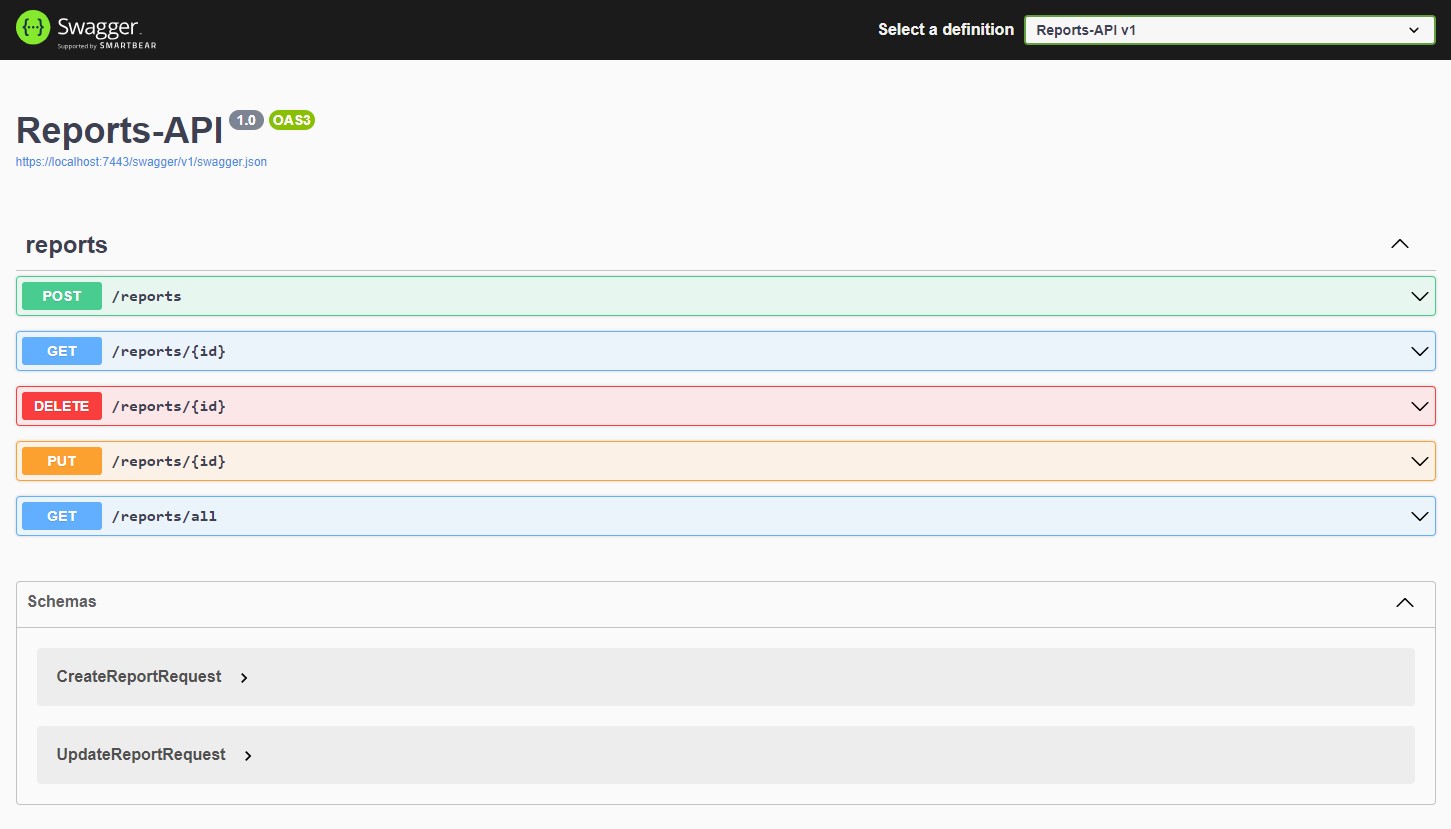 {···} Swagger.
Supported by SMARTBEAR
Select a definition
Reports-API v1
Reports-API 1.0 OAS3
https://localhost:7443/swagger/v1/swagger.json
reports
POST /reports
GET /reports/{id}
DELETE /reports/{id}
PUT /reports/{id}
GET /reports/all
Schemas
CreateReportRequest
UpdateReportRequest